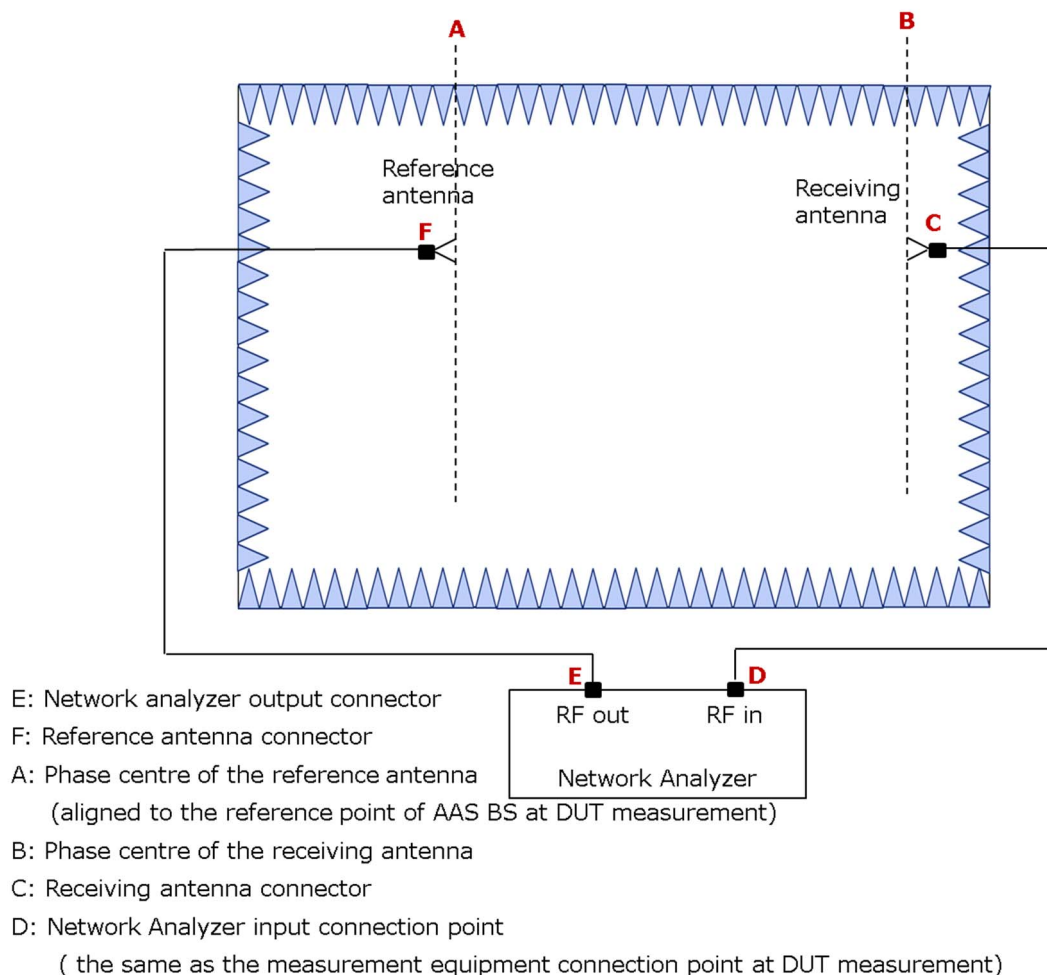 A
B
Reference
antenna
Receiving
antenna
F
C
E
D
RF out
RF in
Network Analyzer
E: Network analyzer output connector
F: Reference antenna connector
A: Phase centre of the reference antenna
(aligned to the reference point of AAS BS at DUT measurement)
B: Phase centre of the receiving antenna
C: Receiving antenna connector
D: Network Analyzer input connection point
( the same as the measurement equipment connection point at DUT measurement)